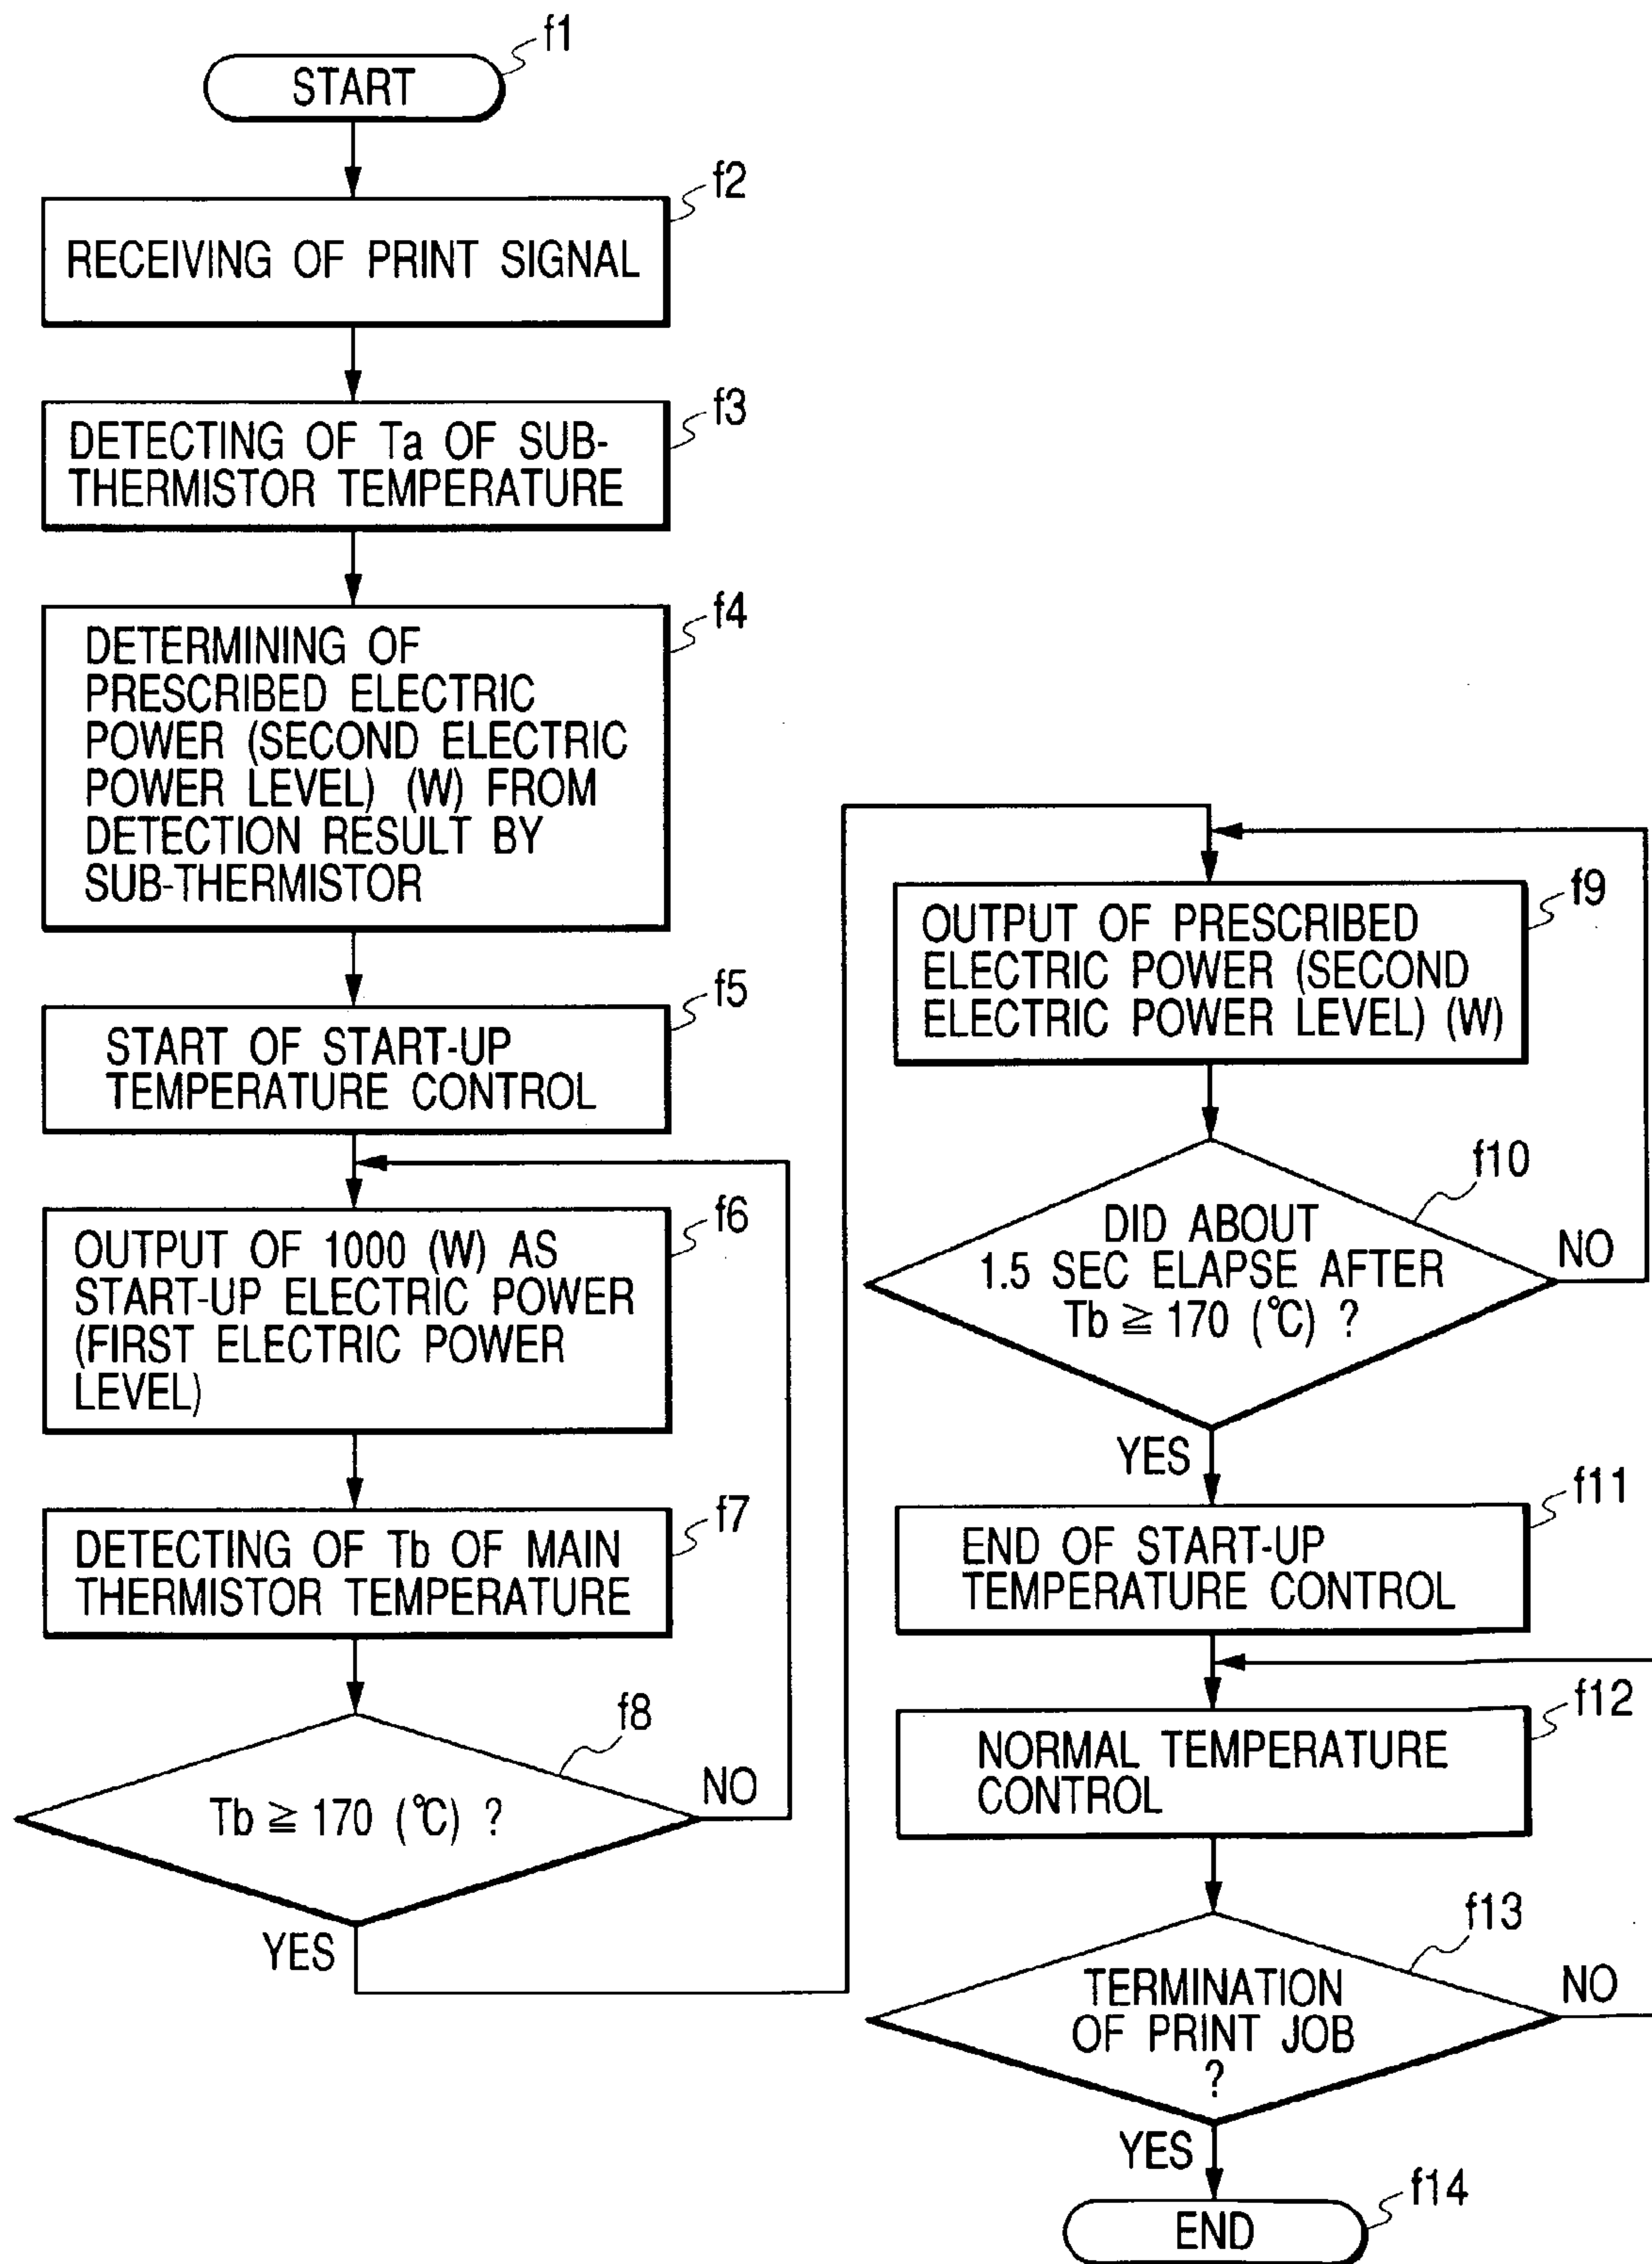 f1
START
f2
RECEIVING OF PRINT SIGNAL
f3
DETECTING OF Ta OF SUB-
THERMISTOR TEMPERATURE
f4
DETERMINING OF
PRESCRIBED ELECTRIC
POWER (SECOND ELECTRIC
POWER LEVEL) (W) FROM
DETECTION RESULT BY
SUB-THERMISTOR
f5
START OF START-UP
TEMPERATURE CONTROL
f6
OUTPUT OF 1000 (W) AS
START-UP ELECTRIC POWER
(FIRST ELECTRIC POWER
LEVEL)
f7
DETECTING OF Tb OF MAIN
THERMISTOR TEMPERATURE
f8
Tb ≧ 170 (℃) ?
NO
YES
f9
OUTPUT OF PRESCRIBED
ELECTRIC POWER (SECOND
ELECTRIC POWER LEVEL) (W)
f10
DID ABOUT
1.5 SEC ELAPSE AFTER
Tb ≧ 170 (℃) ?
NO
YES
f11
END OF START-UP
TEMPERATURE CONTROL
f12
NORMAL TEMPERATURE
CONTROL
f13
TERMINATION
OF PRINT JOB
?
NO
YES
f14
END